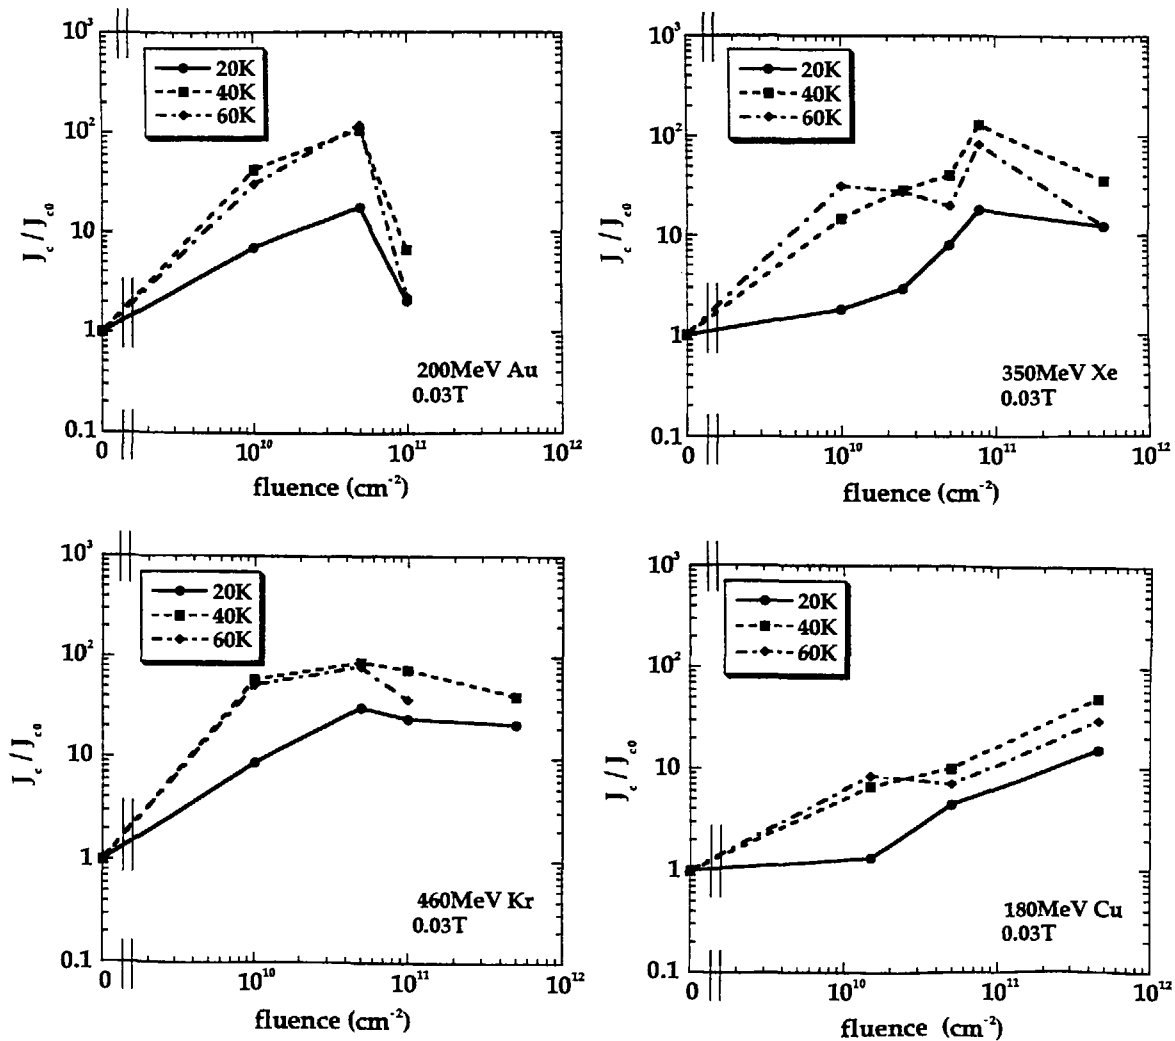 10³
10²
10
1
0.1
J_c / J_c0
20K
40K
60K
200MeV Au
0.03T
0 10¹⁰ 10¹¹ 10¹²
fluence (cm⁻²)
10³
10²
10
1
0.1
J_c / J_c0
20K
40K
60K
350MeV Xe
0.03T
0 10¹⁰ 10¹¹ 10¹²
fluence (cm⁻²)
10³
10²
10
1
0.1
J_c / J_c0
20K
40K
60K
460MeV Kr
0.03T
0 10¹⁰ 10¹¹ 10¹²
fluence (cm⁻²)
10³
10²
10
1
0.1
J_c / J_c0
20K
40K
60K
180MeV Cu
0.03T
0 10¹⁰ 10¹¹ 10¹²
fluence (cm⁻²)